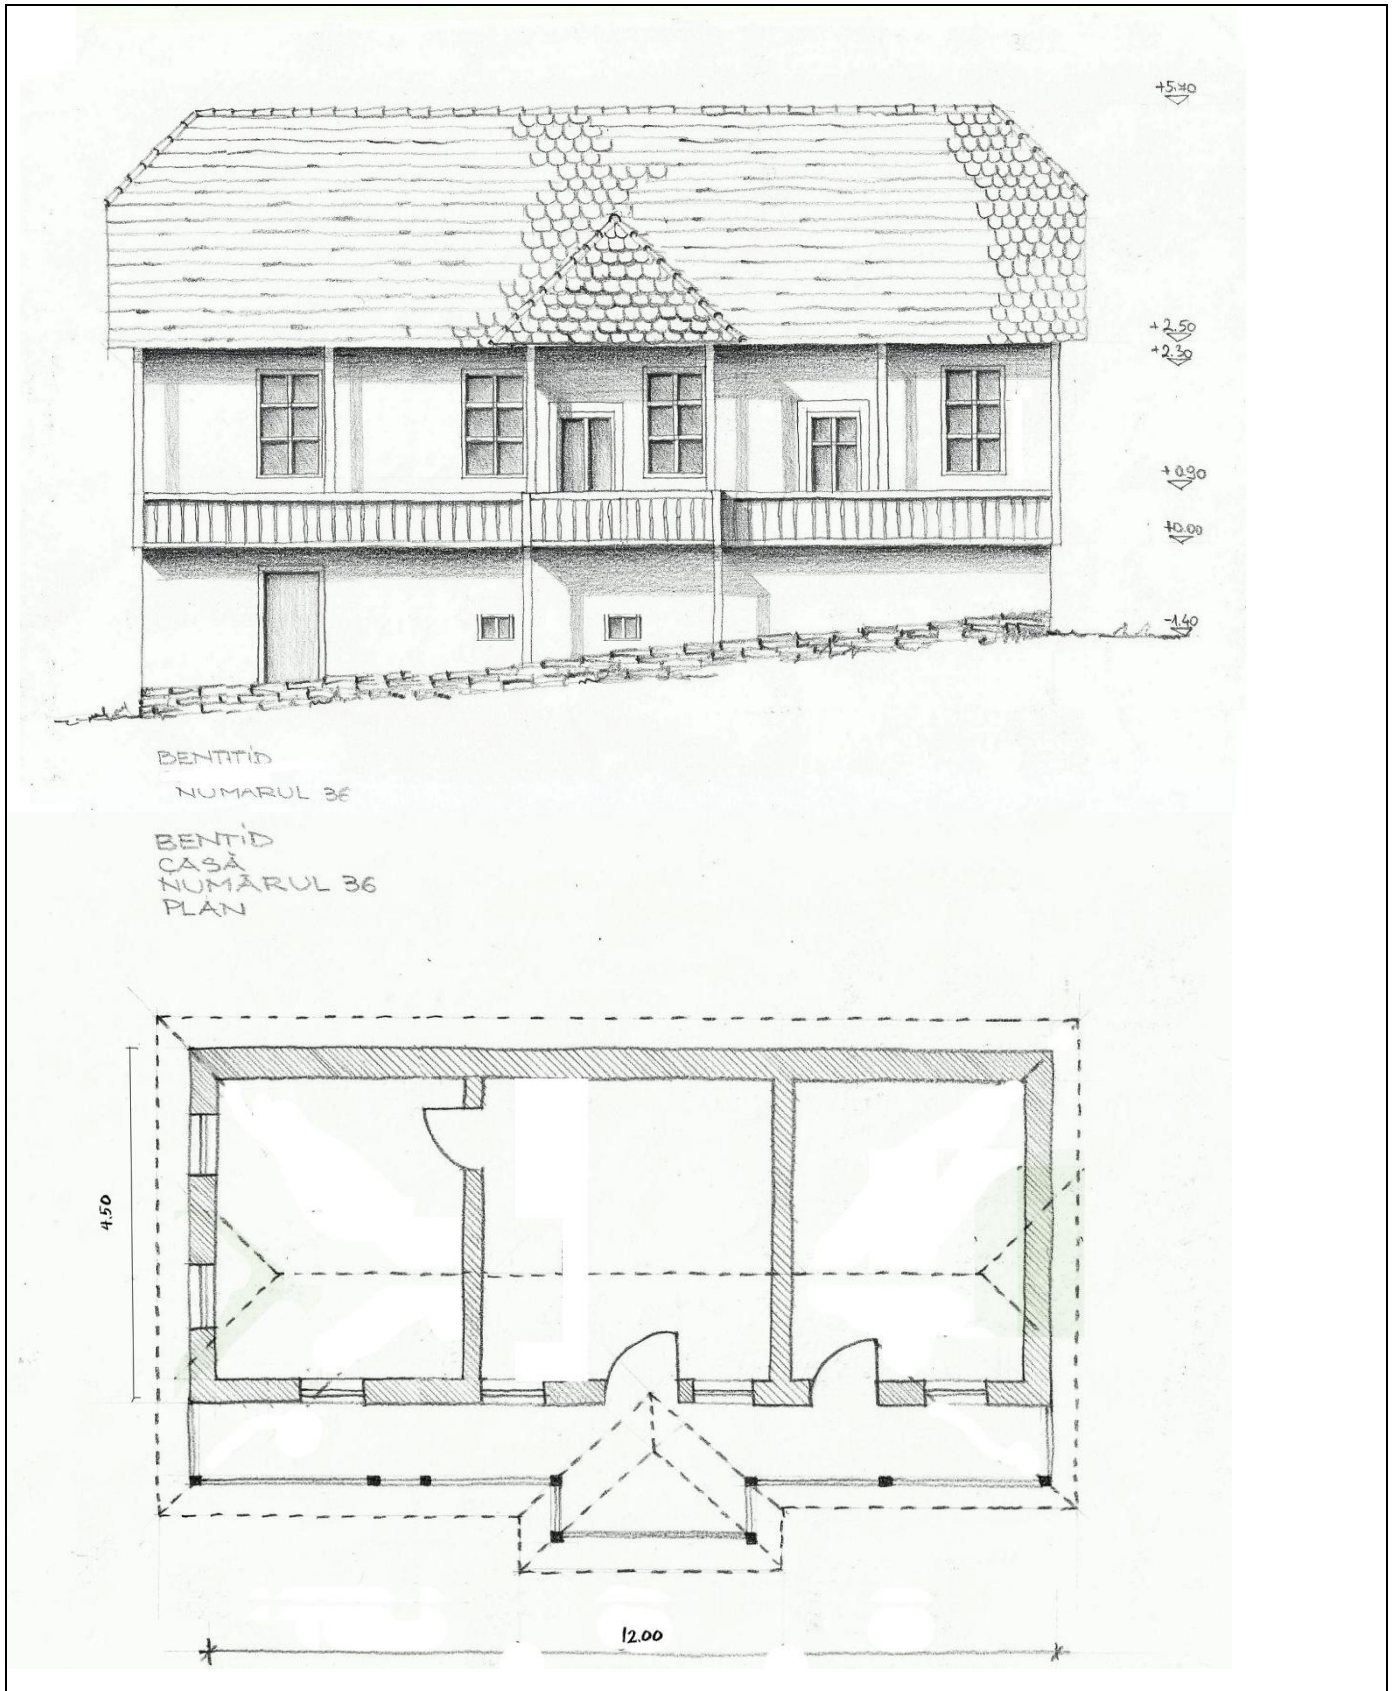 +5.70
+2.50
+2.30
+0.90
±0.00
-1.40
BENTITID
NUMARUL 36
BENTID
CASĂ
NUMĂRUL 36
PLAN
4.50
12.00